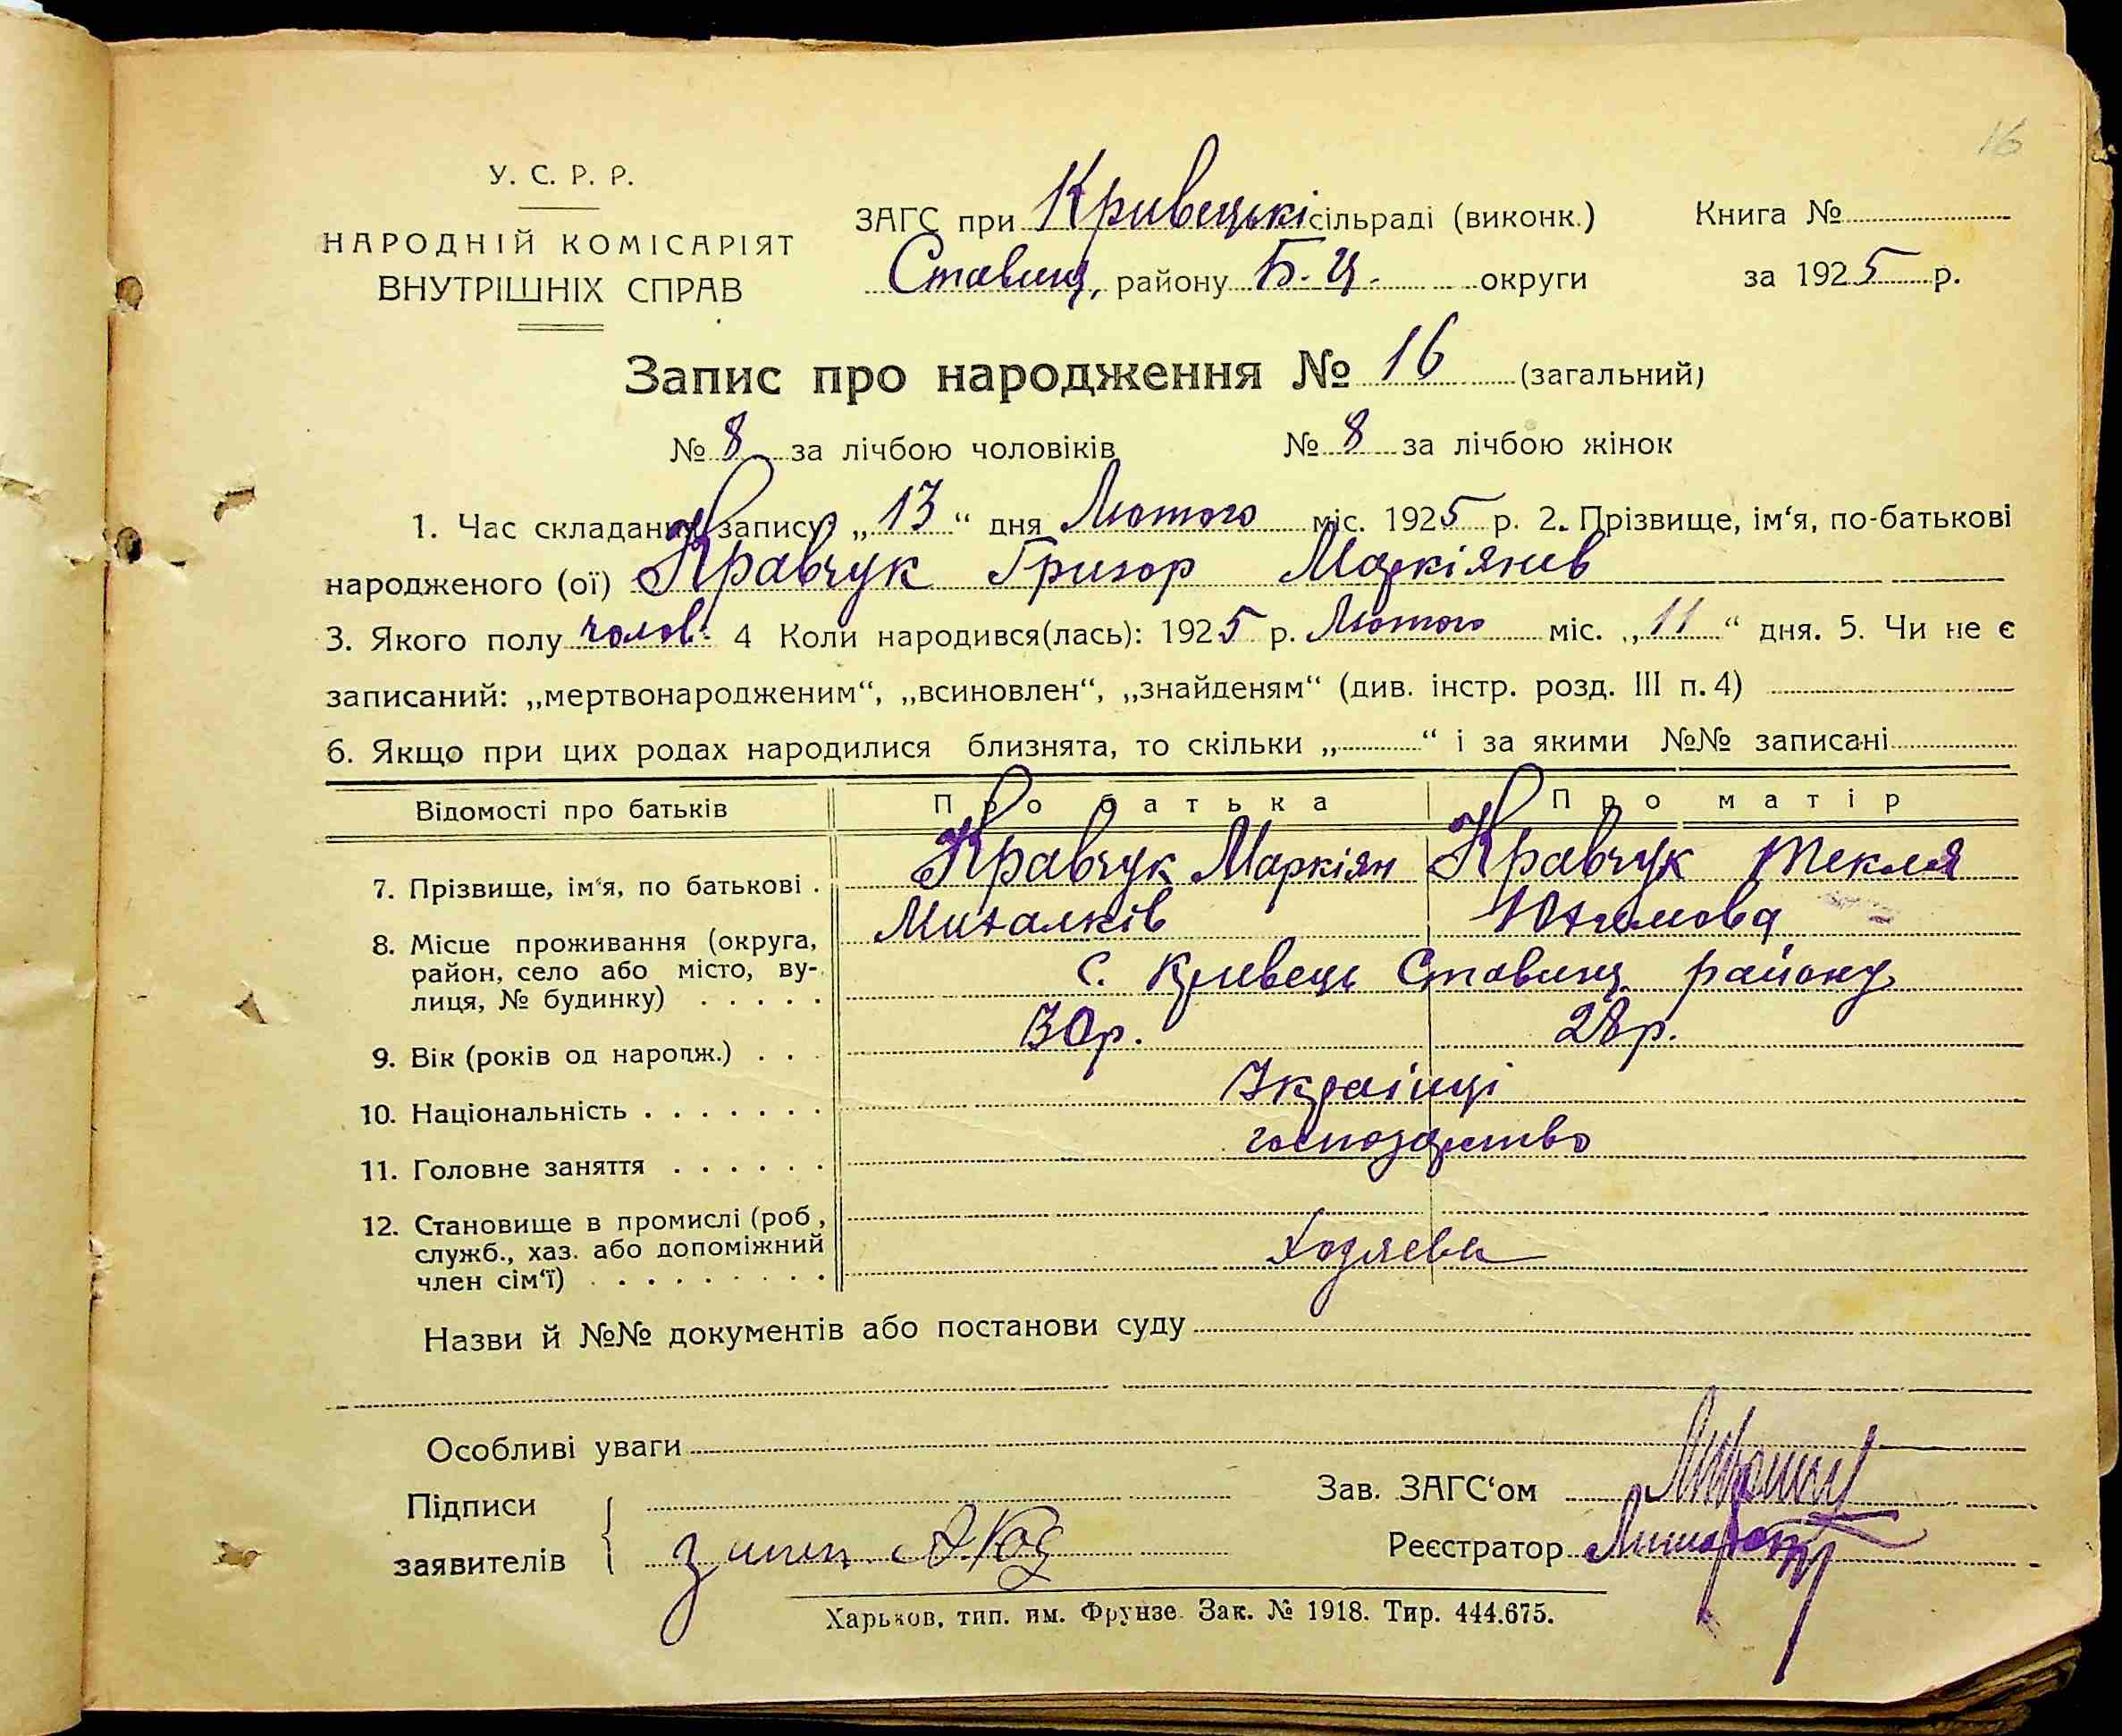 16
У. С. Р. Р.
НАРОДНІЙ КОМІСАРІЯТ
ВНУТРІШНІХ СПРАВ
ЗАГС при Кривецькі сільраді (виконк.) Книга №
Ставищ, району Б-Ц. округи за 1925 р.
Запис про народження № 16 (загальний)
№ 8 за лічбою чоловіків № 8 за лічбою жінок
1. Час складання запису „13“ дня Лютого міс. 1925 р. 2. Прізвище, ім‘я, по-батькові
народженого (ої) Кравчук Григор Маркіянів
3. Якого полу чолов: 4 Коли народився(лась): 1925 р. Лютого міс. „11“ дня. 5. Чи не є
записаний: „мертвонародженим“, „всиновлен“, „знайденям“ (див. інстр. розд. III п. 4)
6. Якщо при цих родах народилися близнята, то скільки „ “ і за якими №№ записані
Відомості про батьків Про батька Про матір
7. Прізвище, ім‘я, по батькові . Кравчук Маркіян Кравчук Текля
Михалків Юхимова
8. Місце проживання (округа,
район, село або місто, ву-
лиця, № будинку) . . . . . с. Кривець Ставищ. району
9. Вік (років од народж.) . . 30р. 28р.
10. Національність . . . . . . . Українці
11. Головне заняття . . . . . . господарство
12. Становище в промислі (роб,
служб., хаз. або допоміжний
член сім‘ї) . . . . . . . . . Хазяєва
Назви й №№ документів або постанови суду
Особливі уваги
Підписи Зав. ЗАГС‘ом
заявителів Реєстратор
Харьков, тип. им. Фрунзе. Зак. № 1918. Тир. 444.675.